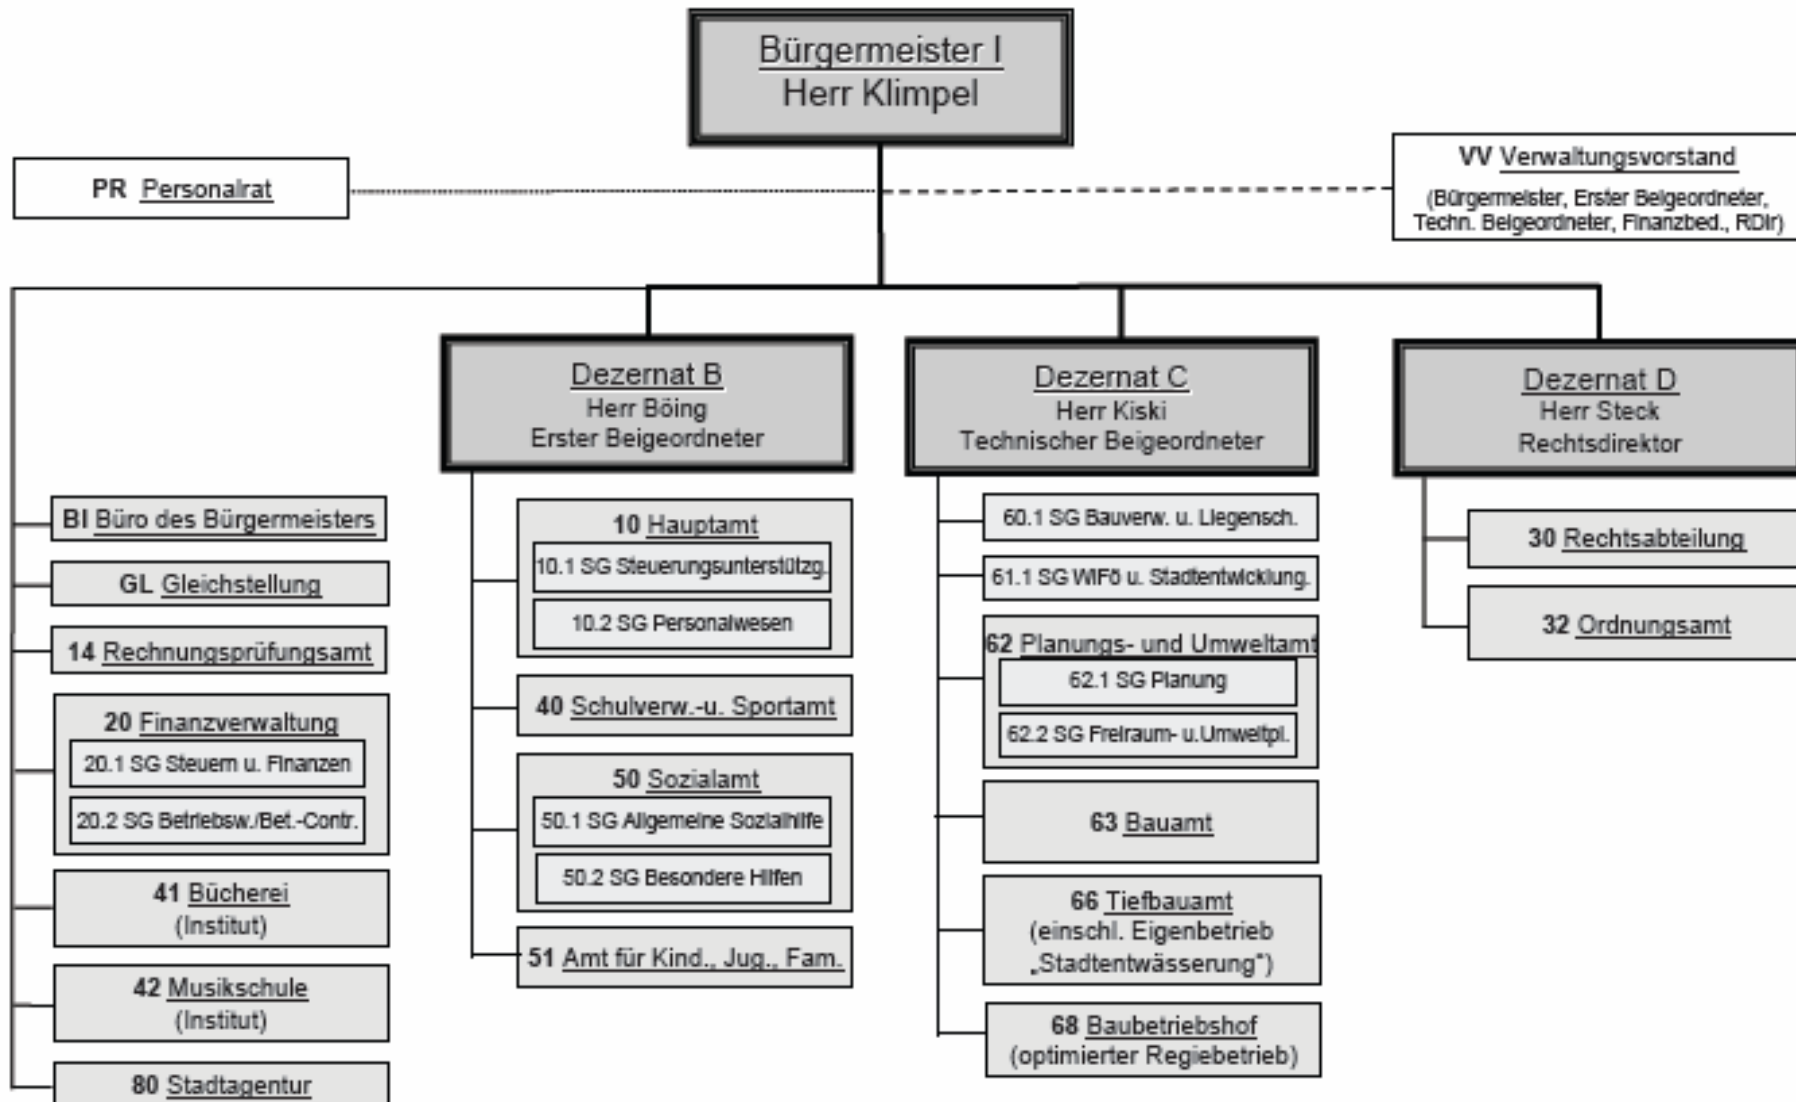 Bürgermeister I
Herr Klimpel
PR Personalrat
VV Verwaltungsvorstand
(Bürgermeister, Erster Beigeordneter,
Techn. Beigeordneter, Finanzbed., RDir)
Dezernat B
Herr Böing
Erster Beigeordneter
Dezernat C
Herr Kiski
Technischer Beigeordneter
Dezernat D
Herr Steck
Rechtsdirektor
BI Büro des Bürgermeisters
GL Gleichstellung
14 Rechnungsprüfungsamt
20 Finanzverwaltung
20.1 SG Steuern u. Finanzen
20.2 SG Betriebsw./Bet.-Contr.
41 Bücherei
(Institut)
42 Musikschule
(Institut)
80 Stadtagentur
10 Hauptamt
10.1 SG Steuerungsunterstützg.
10.2 SG Personalwesen
40 Schulverw.-u. Sportamt
50 Sozialamt
50.1 SG Allgemeine Sozialhilfe
50.2 SG Besondere Hilfen
51 Amt für Kind., Jug., Fam.
60.1 SG Bauverw. u. Liegensch.
61.1 SG WiFö u. Stadtentwicklung.
62 Planungs- und Umweltamt
62.1 SG Planung
62.2 SG Freiraum- u.Umweltpl.
63 Bauamt
66 Tiefbauamt
(einschl. Eigenbetrieb
„Stadtentwässerung")
68 Baubetriebshof
(optimierter Regiebetrieb)
30 Rechtsabteilung
32 Ordnungsamt